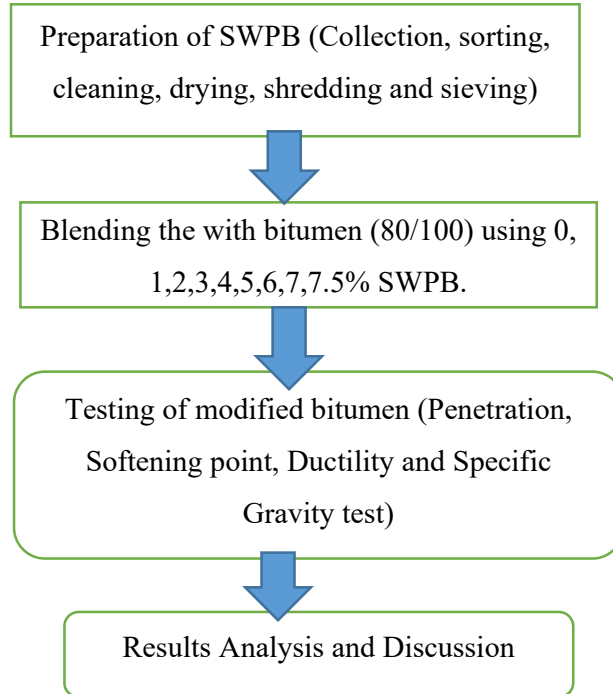 Preparation of SWPB (Collection, sorting,
cleaning, drying, shredding and sieving)
Blending the with bitumen (80/100) using 0,
1,2,3,4,5,6,7,7.5% SWPB.
Testing of modified bitumen (Penetration,
Softening point, Ductility and Specific
Gravity test)
Results Analysis and Discussion